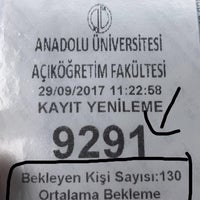 ANADOLU ÜNİVERSİTESİ
AÇIKÖĞRETİM FAKÜLTESİ
29/09/2017 11:22:58
KAYIT YENİLEME
9291
Bekleyen Kişi Sayısı:130
Ortalama Bekleme